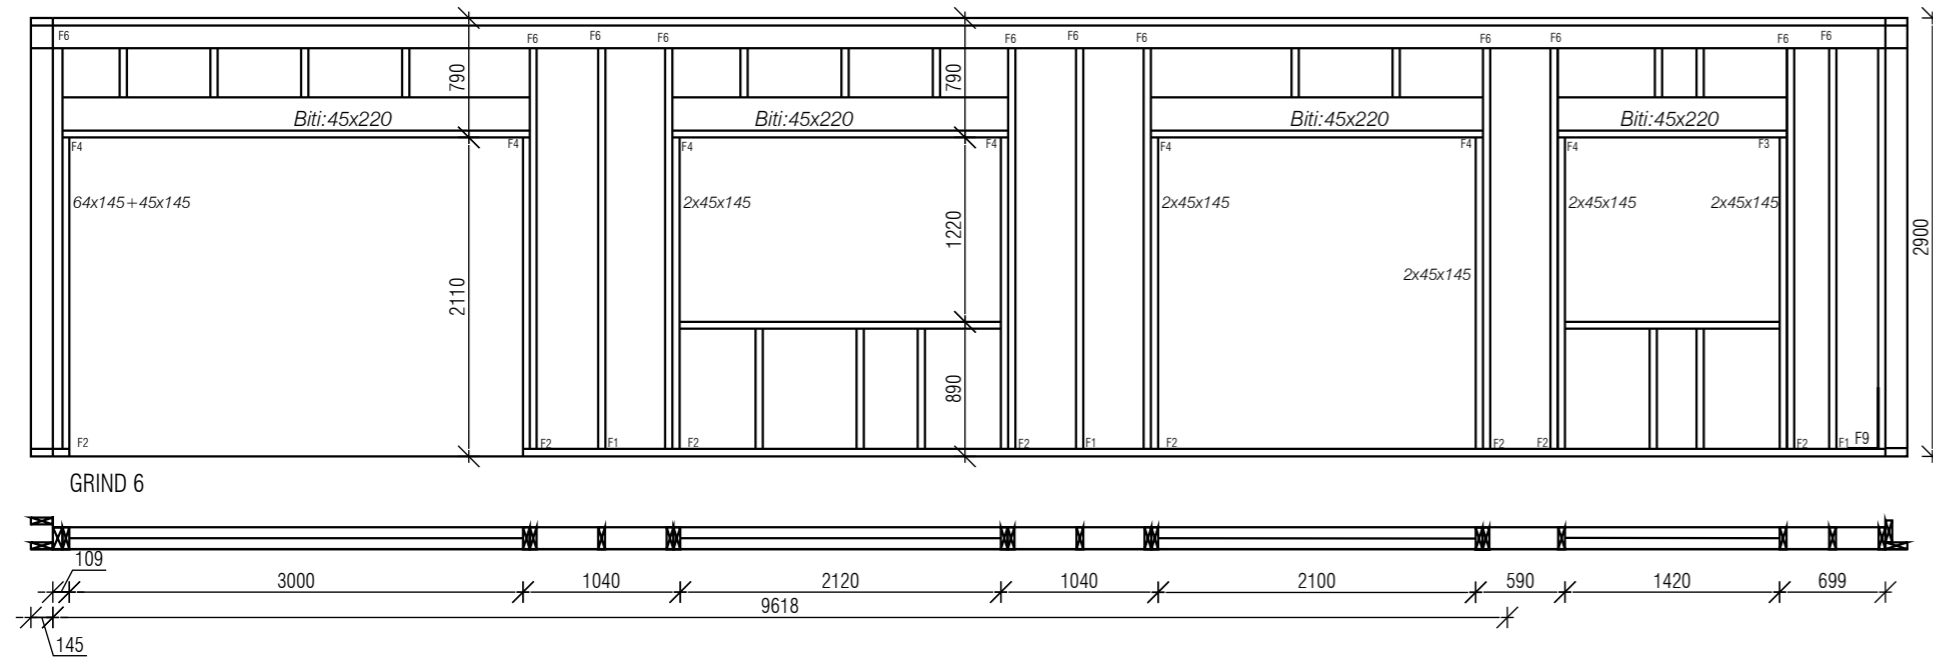 F6 F6 F6 F6 F6 F6 F6 F6 F6 F6 F6
790 790
Biti:45x220 Biti:45x220 Biti:45x220 Biti:45x220
F4 F4 F4 F4 F4 F4 F4 F3
64x145+45x145 2x45x145 2x45x145 2x45x145 2x45x145
1220
2900
2x45x145
2110
890
F2 F2 F1 F2 F2 F1 F2 F2 F2 F2 F1 F9
GRIND 6
109
3000 1040 2120 1040 2100 590 1420 699
9618
145